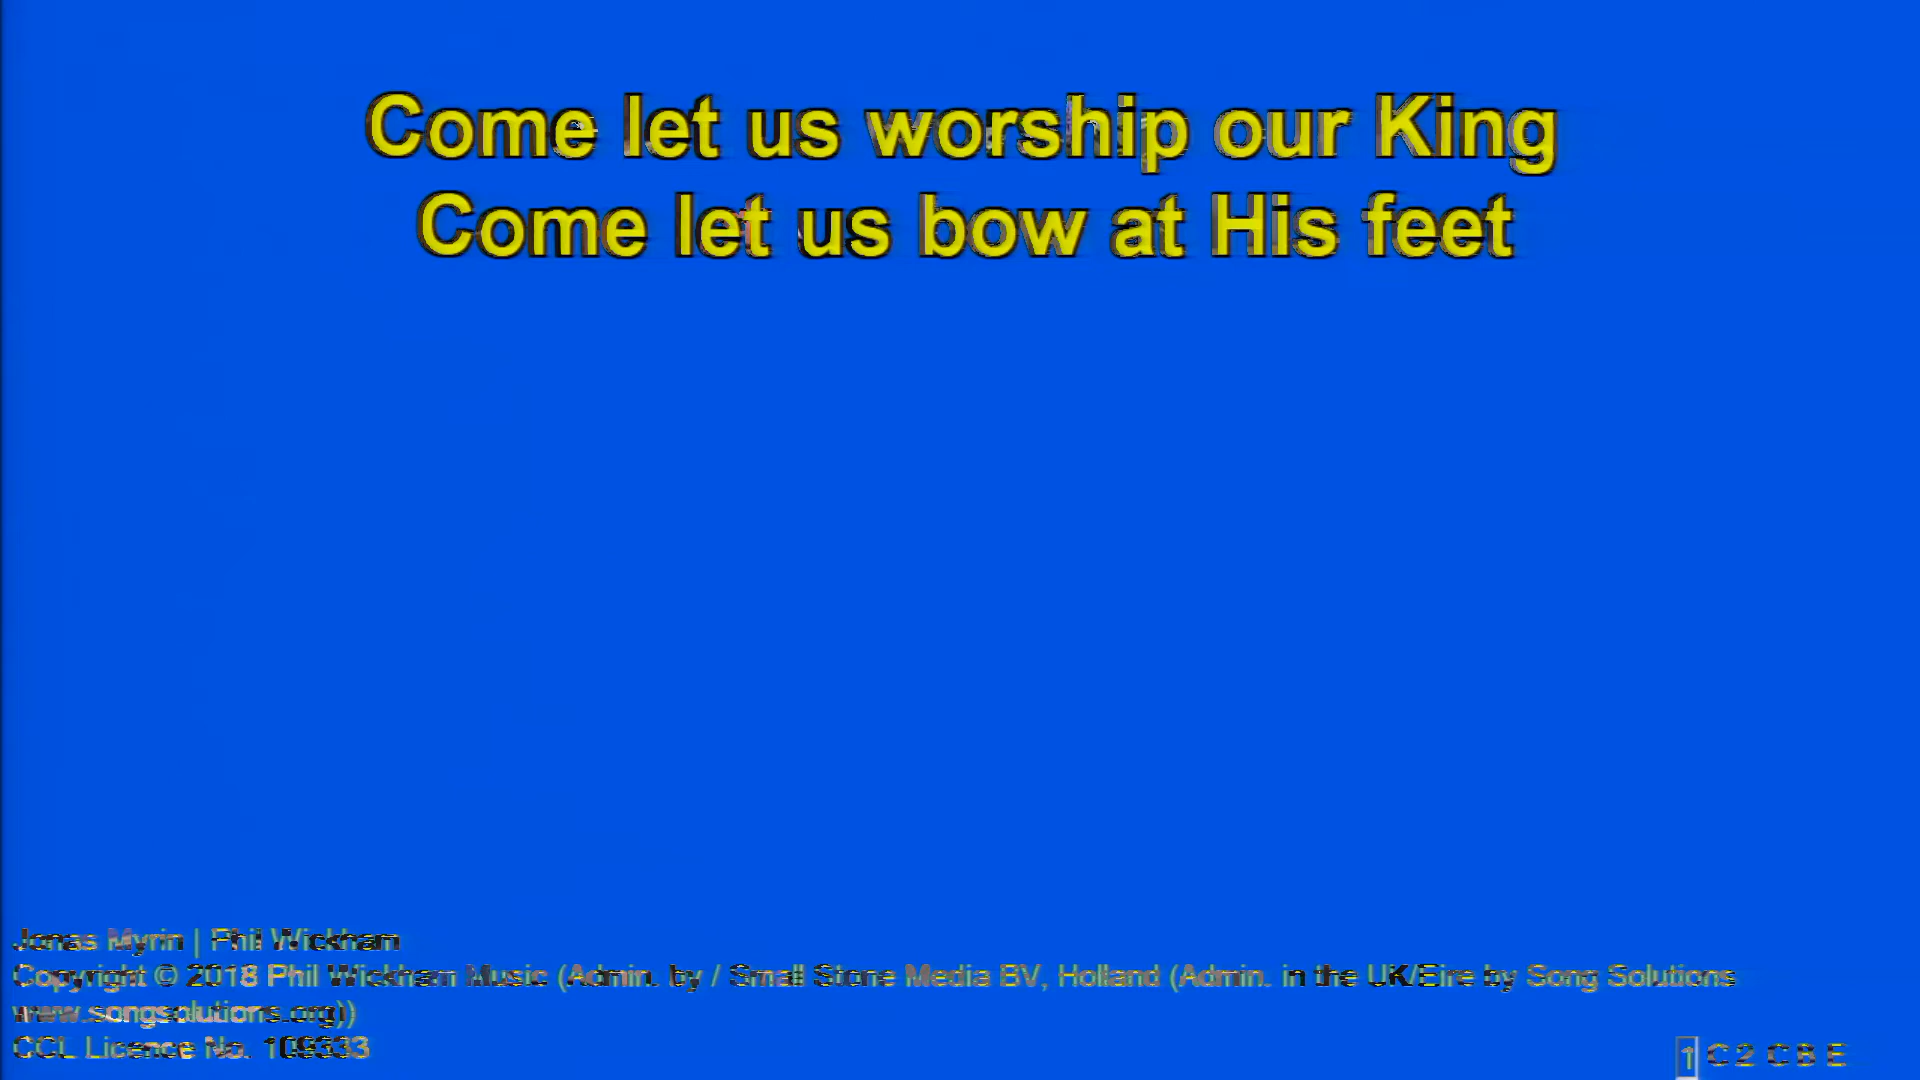 Come let us worship our King
Come let us bow at His feet
Jonas Myrin | Phil Wickham
Copyright © 2018 Phil Wickham Music (Admin. by / Small Stone Media BV, Holland (Admin. in the UK/Eire by Song Solutions
www.songsolutions.org))
CCL Licence No. 109333
1 C 2 C B E